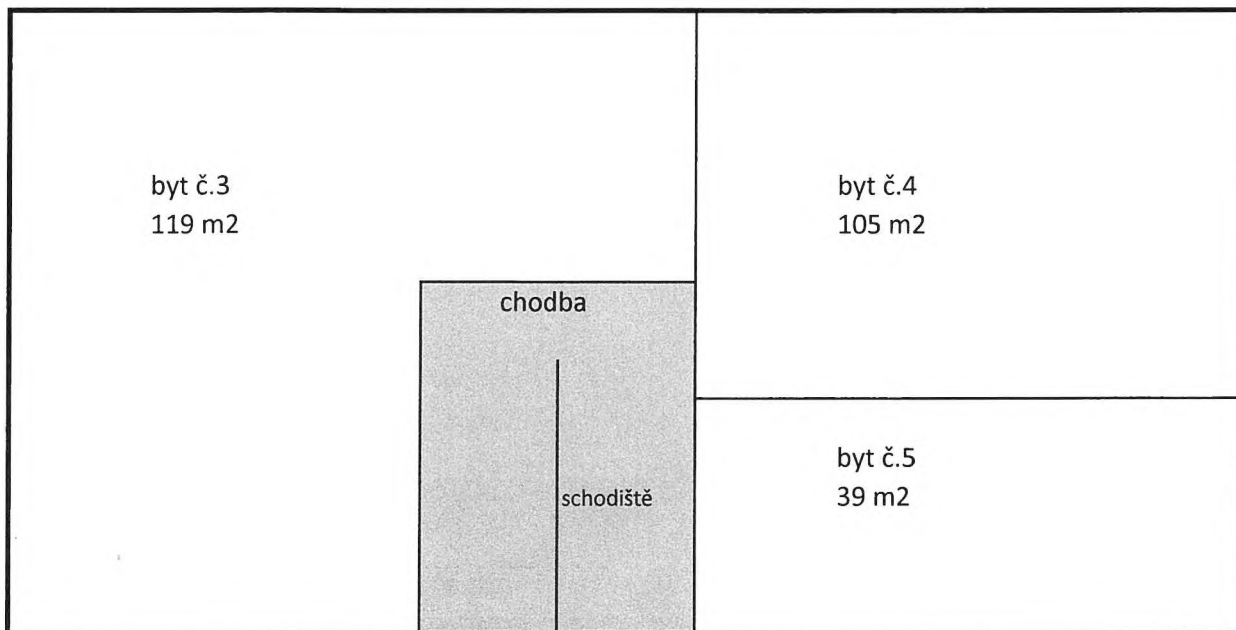 byt č.3
119 m2
byt č.4
105 m2
chodba
schodiště
byt č.5
39 m2